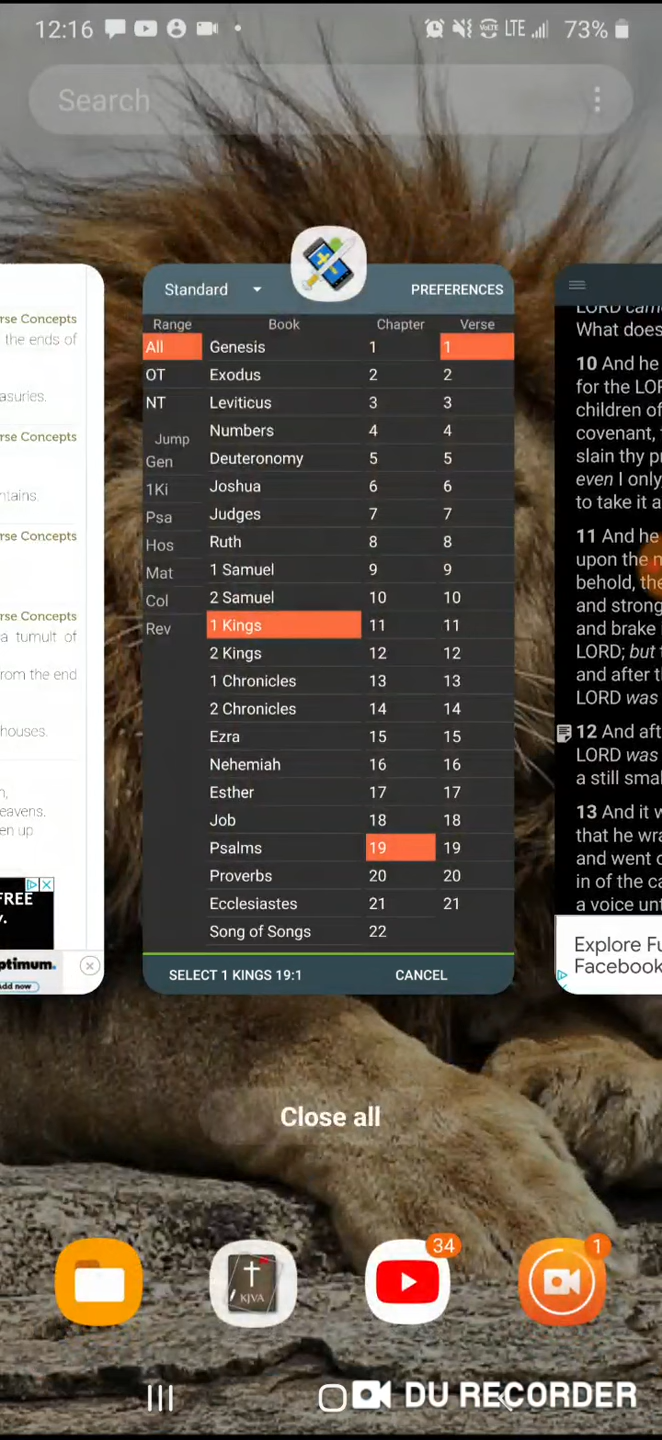 12:16
LTE 73%
Search
Standard PREFERENCES
Range Book Chapter Verse
All Genesis 1 1
OT Exodus 2 2
NT Leviticus 3 3
Numbers 4 4
Jump
Gen Deuteronomy 5 5
1Ki Joshua 6 6
Psa Judges 7 7
Hos Ruth 8 8
Mat 1 Samuel 9 9
Col 2 Samuel 10 10
Rev 1 Kings 11 11
2 Kings 12 12
1 Chronicles 13 13
2 Chronicles 14 14
Ezra 15 15
Nehemiah 16 16
Esther 17 17
Job 18 18
Psalms 19 19
Proverbs 20 20
Ecclesiastes 21 21
Song of Songs 22
SELECT 1 KINGS 19:1 CANCEL
rse Concepts
the ends of
asuries.
rse Concepts
ntains.
rse Concepts
rse Concepts
a tumult of
rom the end
houses.
n,
eavens.
en up
FREE
y.
ptimum.
Add now
LORD came
What does
10 And he
for the LOR
children of
covenant,
slain thy pr
even I only
to take it a
11 And he
upon the m
behold, the
and strong
and brake
LORD; but
and after t
LORD was
12 And aft
LORD was
a still smal
13 And it w
that he wra
and went o
in of the ca
a voice unt
Explore Fu
Facebook
Close all
KJVA
34
1
DU RECORDER